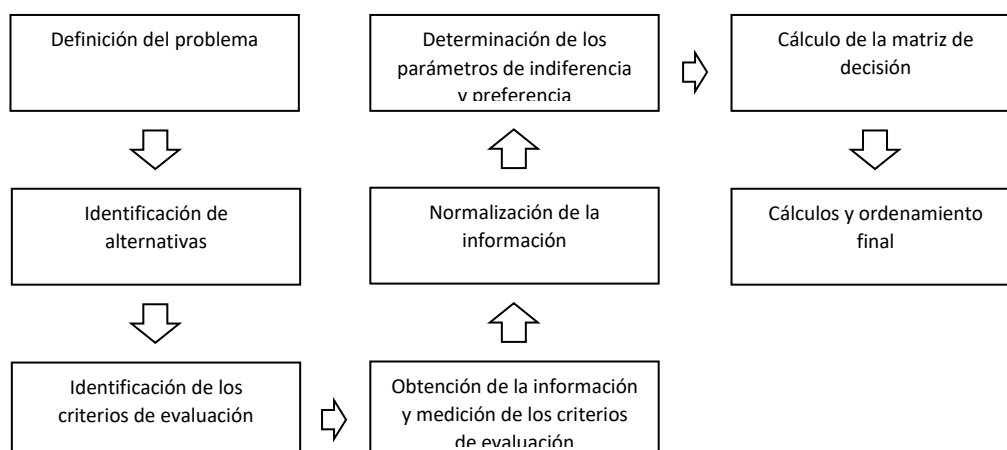 Definición del problema
Identificación de
alternativas
Identificación de los
criterios de evaluación
Obtención de la información
y medición de los criterios
de evaluación
Normalización de la
información
Determinación de los
parámetros de indiferencia
y preferencia
Cálculo de la matriz de
decisión
Cálculos y ordenamiento
final